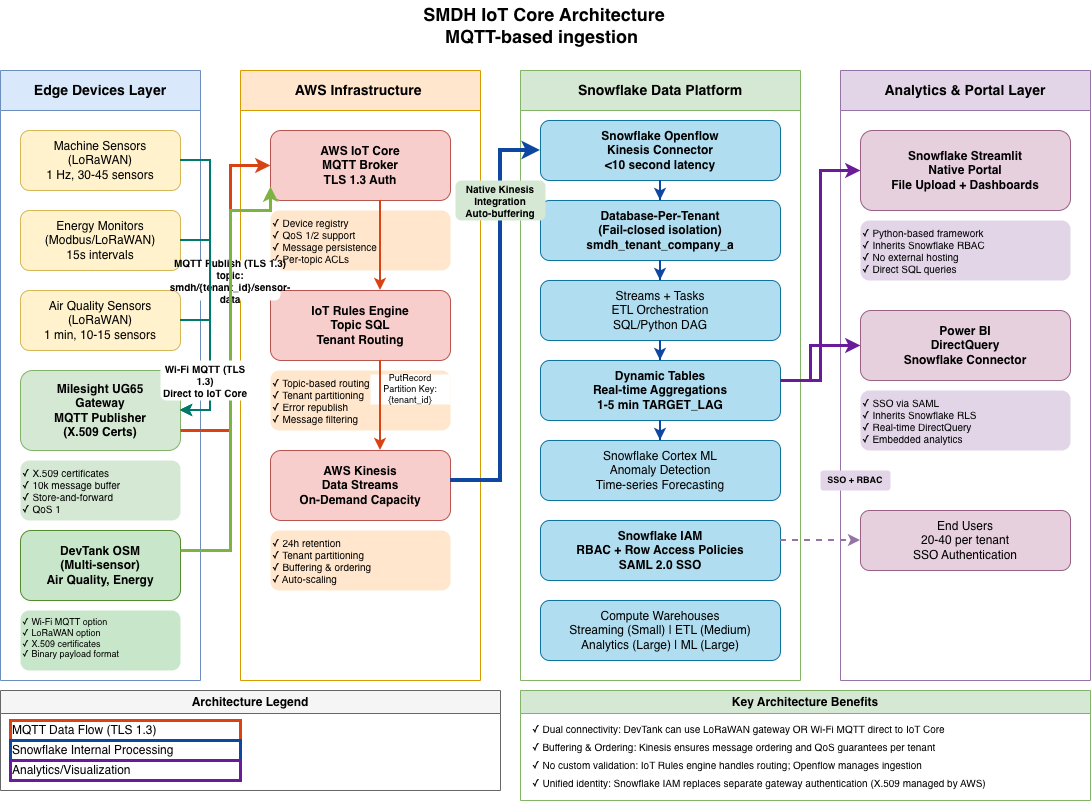 SMDH IoT Core Architecture
MQTT-based ingestion
Edge Devices Layer
Machine Sensors
(LoRaWAN)
1 Hz, 30-45 sensors
Energy Monitors
(Modbus/LoRaWAN)
15s intervals
MQTT Publish (TLS 1.3)
topic:
smdh/{tenant_id}/sensor-
data
Air Quality Sensors
(LoRaWAN)
1 min, 10-15 sensors
Wi-Fi MQTT (TLS
1.3)
Direct to IoT Core
Milesight UG65
Gateway
MQTT Publisher
(X.509 Certs)
✓ X.509 certificates
✓ 10k message buffer
✓ Store-and-forward
✓ QoS 1
DevTank OSM
(Multi-sensor)
Air Quality, Energy
✓ Wi-Fi MQTT option
✓ LoRaWAN option
✓ X.509 certificates
✓ Binary payload format
AWS Infrastructure
AWS IoT Core
MQTT Broker
TLS 1.3 Auth
✓ Device registry
✓ QoS 1/2 support
✓ Message persistence
✓ Per-topic ACLs
IoT Rules Engine
Topic SQL
Tenant Routing
✓ Topic-based routing
✓ Tenant partitioning
✓ Error republish
✓ Message filtering
PutRecord
Partition Key:
{tenant_id}
AWS Kinesis
Data Streams
On-Demand Capacity
✓ 24h retention
✓ Tenant partitioning
✓ Buffering & ordering
✓ Auto-scaling
Native Kinesis
Integration
Auto-buffering
Snowflake Data Platform
Snowflake Openflow
Kinesis Connector
<10 second latency
Database-Per-Tenant
(Fail-closed isolation)
smdh_tenant_company_a
Streams + Tasks
ETL Orchestration
SQL/Python DAG
Dynamic Tables
Real-time Aggregations
1-5 min TARGET_LAG
Snowflake Cortex ML
Anomaly Detection
Time-series Forecasting
Snowflake IAM
RBAC + Row Access Policies
SAML 2.0 SSO
Compute Warehouses
Streaming (Small) | ETL (Medium)
Analytics (Large) | ML (Large)
Analytics & Portal Layer
Snowflake Streamlit
Native Portal
File Upload + Dashboards
✓ Python-based framework
✓ Inherits Snowflake RBAC
✓ No external hosting
✓ Direct SQL queries
Power BI
DirectQuery
Snowflake Connector
✓ SSO via SAML
✓ Inherits Snowflake RLS
✓ Real-time DirectQuery
✓ Embedded analytics
SSO + RBAC
End Users
20-40 per tenant
SSO Authentication
Architecture Legend
MQTT Data Flow (TLS 1.3)
Snowflake Internal Processing
Analytics/Visualization
Key Architecture Benefits
✓ Dual connectivity: DevTank can use LoRaWAN gateway OR Wi-Fi MQTT direct to IoT Core
✓ Buffering & Ordering: Kinesis ensures message ordering and QoS guarantees per tenant
✓ No custom validation: IoT Rules engine handles routing; Openflow manages ingestion
✓ Unified identity: Snowflake IAM replaces separate gateway authentication (X.509 managed by AWS)